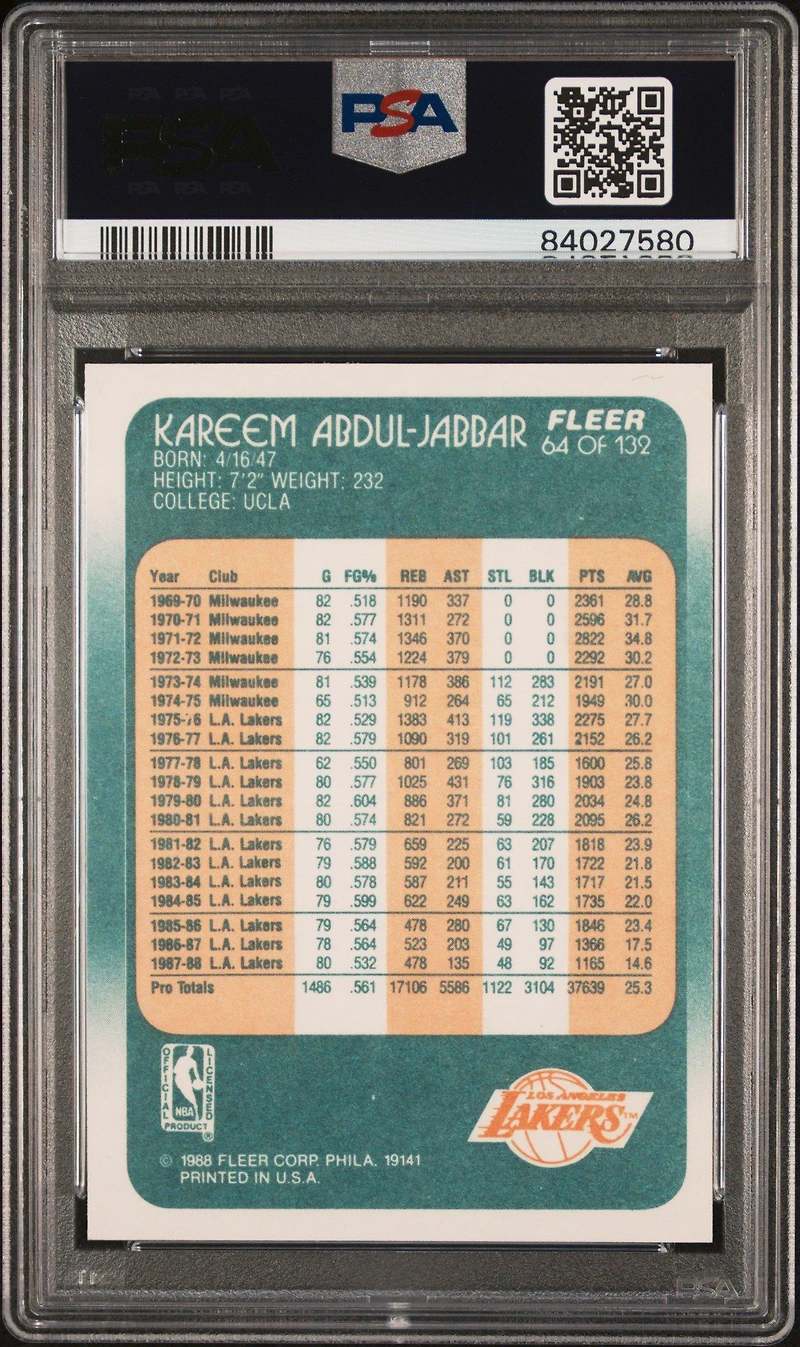 PSA PSA PSA
PSA
PSA PSA PSA
PSA
84027580
KAREEM ABDUL-JABBAR FLEER
64 OF 132
BORN: 4/16/47
HEIGHT: 7'2" WEIGHT: 232
COLLEGE: UCLA
Year Club G FG% REB AST STL BLK PTS AVG
1969-70 Milwaukee 82 .518 1190 337 0 0 2361 28.8
1970-71 Milwaukee 82 .577 1311 272 0 0 2596 31.7
1971-72 Milwaukee 81 .574 1346 370 0 0 2822 34.8
1972-73 Milwaukee 76 .554 1224 379 0 0 2292 30.2
1973-74 Milwaukee 81 .539 1178 386 112 283 2191 27.0
1974-75 Milwaukee 65 .513 912 264 65 212 1949 30.0
1975-76 L.A. Lakers 82 .529 1383 413 119 338 2275 27.7
1976-77 L.A. Lakers 82 .579 1090 319 101 261 2152 26.2
1977-78 L.A. Lakers 62 .550 801 269 103 185 1600 25.8
1978-79 L.A. Lakers 80 .577 1025 431 76 316 1903 23.8
1979-80 L.A. Lakers 82 .604 886 371 81 280 2034 24.8
1980-81 L.A. Lakers 80 .574 821 272 59 228 2095 26.2
1981-82 L.A. Lakers 76 .579 659 225 63 207 1818 23.9
1982-83 L.A. Lakers 79 .588 592 200 61 170 1722 21.8
1983-84 L.A. Lakers 80 .578 587 211 55 143 1717 21.5
1984-85 L.A. Lakers 79 .599 622 249 63 162 1735 22.0
1985-86 L.A. Lakers 79 .564 478 280 67 130 1846 23.4
1986-87 L.A. Lakers 78 .564 523 203 49 97 1366 17.5
1987-88 L.A. Lakers 80 .532 478 135 48 92 1165 14.6
Pro Totals 1486 .561 17106 5586 1122 3104 37639 25.3
OFFICIAL LICENSED
NBA
PRODUCT ®
LOS ANGELES
LAKERS™
© 1988 FLEER CORP. PHILA. 19141
PRINTED IN U.S.A.
PSA